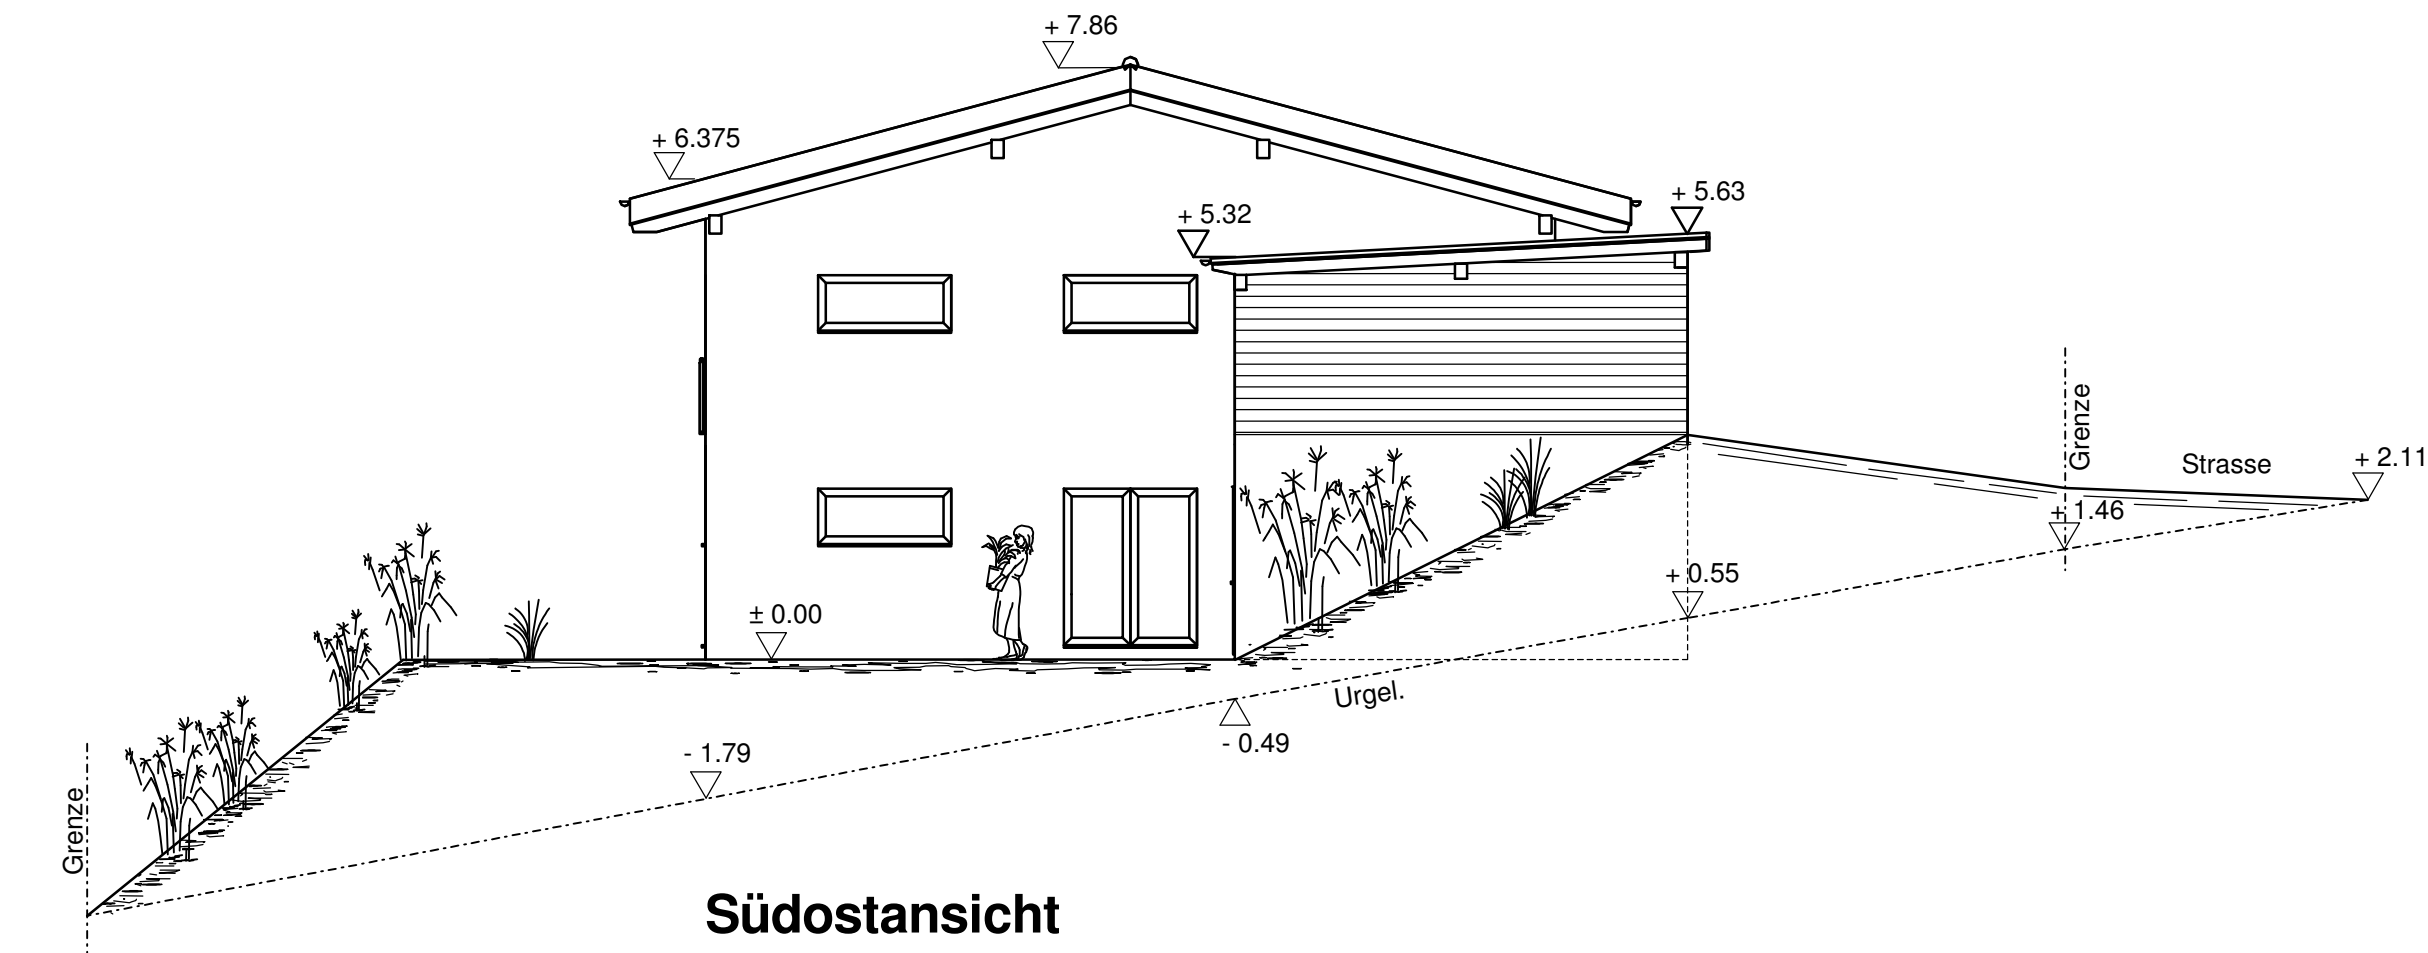 + 7.86
+ 6.375
+ 5.63
+ 5.32
Grenze
Strasse
+ 2.11
+ 1.46
+ 0.55
± 0.00
Urgel.
- 0.49
- 1.79
Grenze
Südostansicht